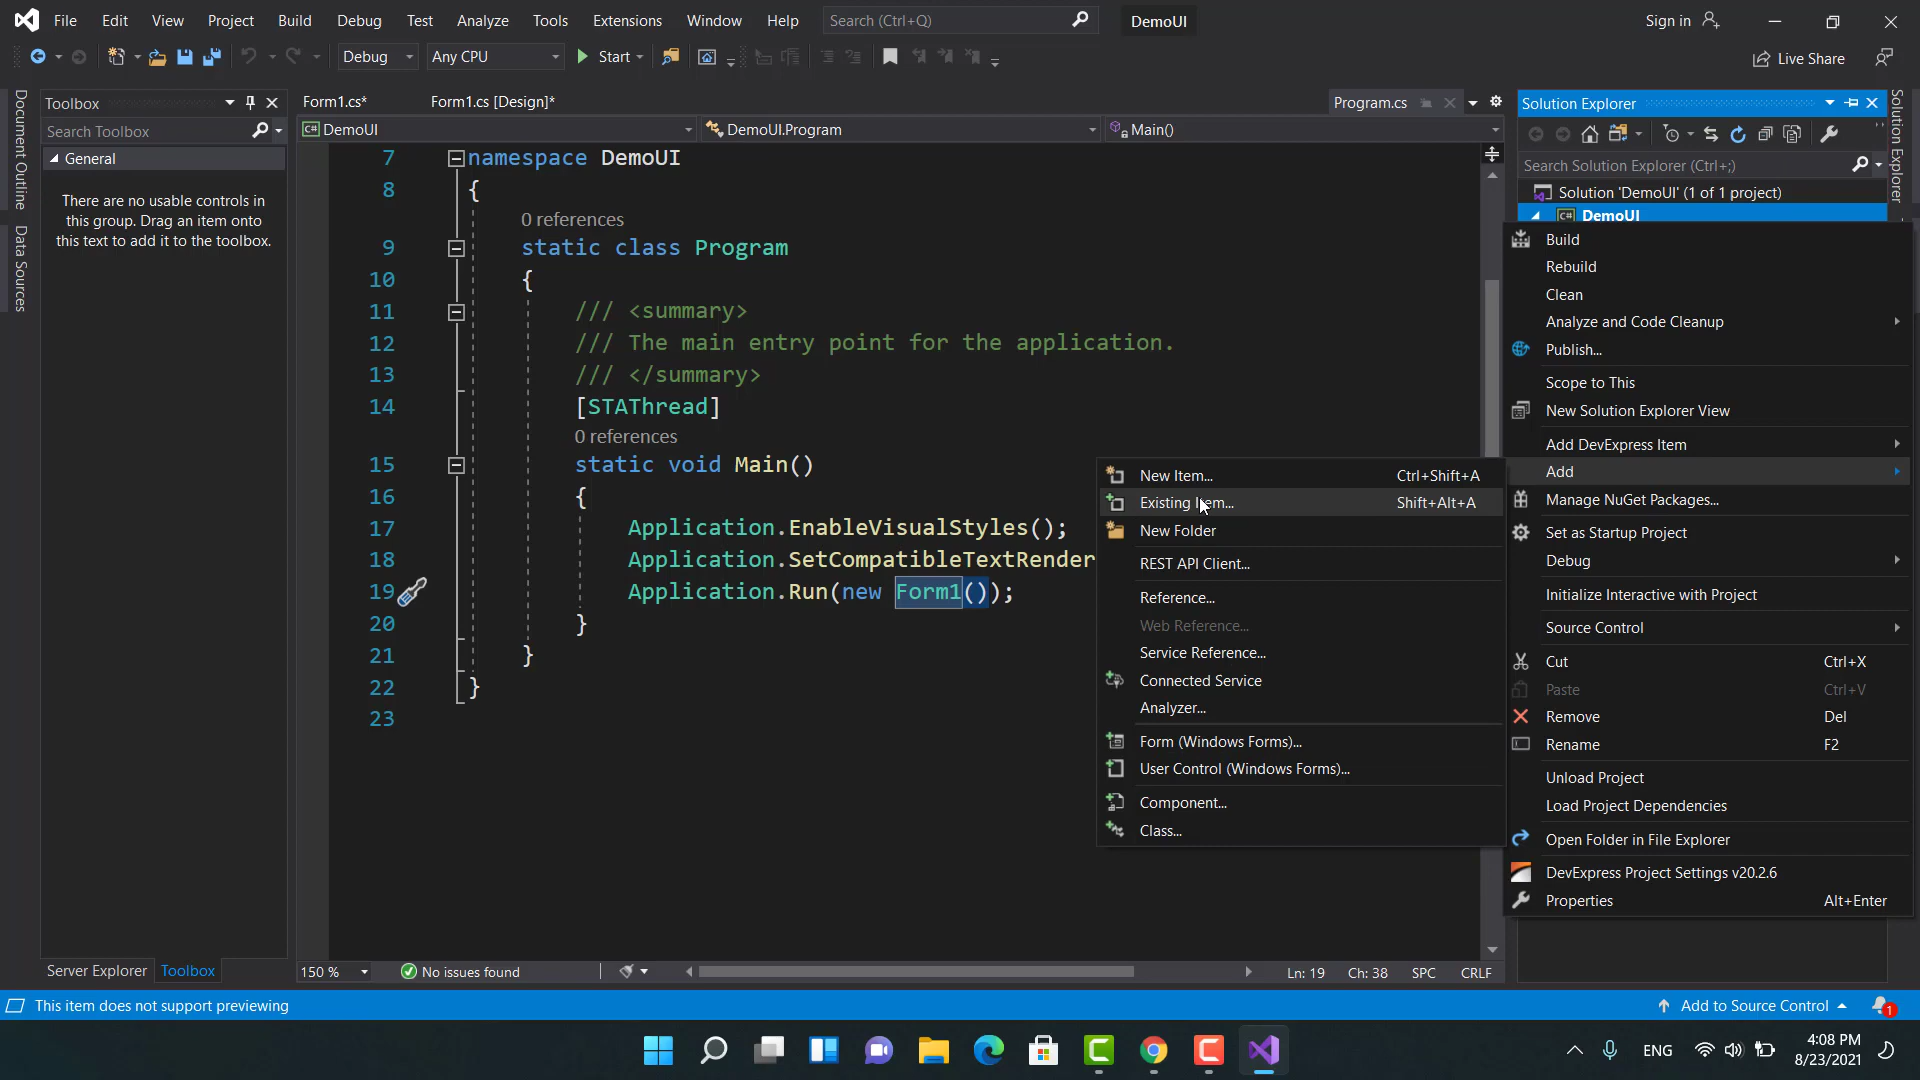 File Edit View Project Build Debug Test Analyze Tools Extensions Window Help Search (Ctrl+Q) DemoUI Sign in
Debug Any CPU Start Live Share
Document Outline
Data Sources
Toolbox
Search Toolbox
General
There are no usable controls in
this group. Drag an item onto
this text to add it to the toolbox.
Server Explorer Toolbox
Form1.cs* Form1.cs [Design]* Program.cs
C# DemoUI DemoUI.Program Main()
7 namespace DemoUI
8 {
0 references
9 static class Program
10 {
11 /// <summary>
12 /// The main entry point for the application.
13 /// </summary>
14 [STAThread]
0 references
15 static void Main()
16 {
17 Application.EnableVisualStyles();
18 Application.SetCompatibleTextRender
19 Application.Run(new Form1());
20 }
21 }
22 }
23
150 % No issues found Ln: 19 Ch: 38 SPC CRLF
New Item... Ctrl+Shift+A
Existing Item... Shift+Alt+A
New Folder
REST API Client...
Reference...
Web Reference...
Service Reference...
Connected Service
Analyzer...
Form (Windows Forms)...
User Control (Windows Forms)...
Component...
Class...
Solution Explorer
Search Solution Explorer (Ctrl+;)
Solution 'DemoUI' (1 of 1 project)
C# DemoUI
Solution Explorer
Build
Rebuild
Clean
Analyze and Code Cleanup
Publish...
Scope to This
New Solution Explorer View
Add DevExpress Item
Add
Manage NuGet Packages...
Set as Startup Project
Debug
Initialize Interactive with Project
Source Control
Cut Ctrl+X
Paste Ctrl+V
Remove Del
Rename F2
Unload Project
Load Project Dependencies
Open Folder in File Explorer
DevExpress Project Settings v20.2.6
Properties Alt+Enter
This item does not support previewing Add to Source Control 1
ENG 4:08 PM
8/23/2021